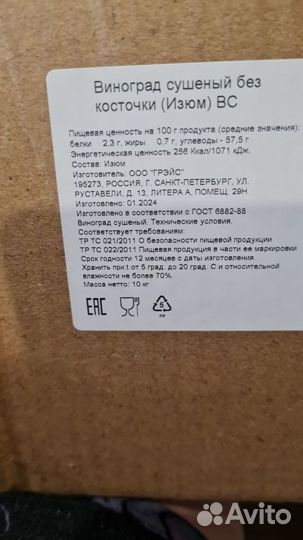 Виноград сушеный без
косточки (Изюм) ВС
Пищевая ценность на 100 г продукта (средние значения):
белки 2,3 г, жиры 0,7 г, углеводы - 57,5 г
Энергетическая ценность 256 Ккал/1071 кДж.
Состав: Изюм
Изготовитель: ООО "ГРЭЙС"
195273, РОССИЯ, Г. САНКТ-ПЕТЕРБУРГ, УЛ.
РУСТАВЕЛИ, Д. 13, ЛИТЕРА А, ПОМЕЩ. 29Н
Изготовлено: 01.2024
Изготовлено в соответствии с ГОСТ 6882-88
Виноград сушеный. Технические условия.
Соответствует требованиям:
ТР ТС 021/2011 О безопасности пищевой продукции
ТР ТС 022/2011 Пищевая продукция в части ее маркировки
Срок годности 12 месяцев с даты изготовления.
Хранить при t от 5 град. до 20 град. С и относительной
влажности не более 70%.
Масса нетто: 10 кг
EAC
5
PP
Avito